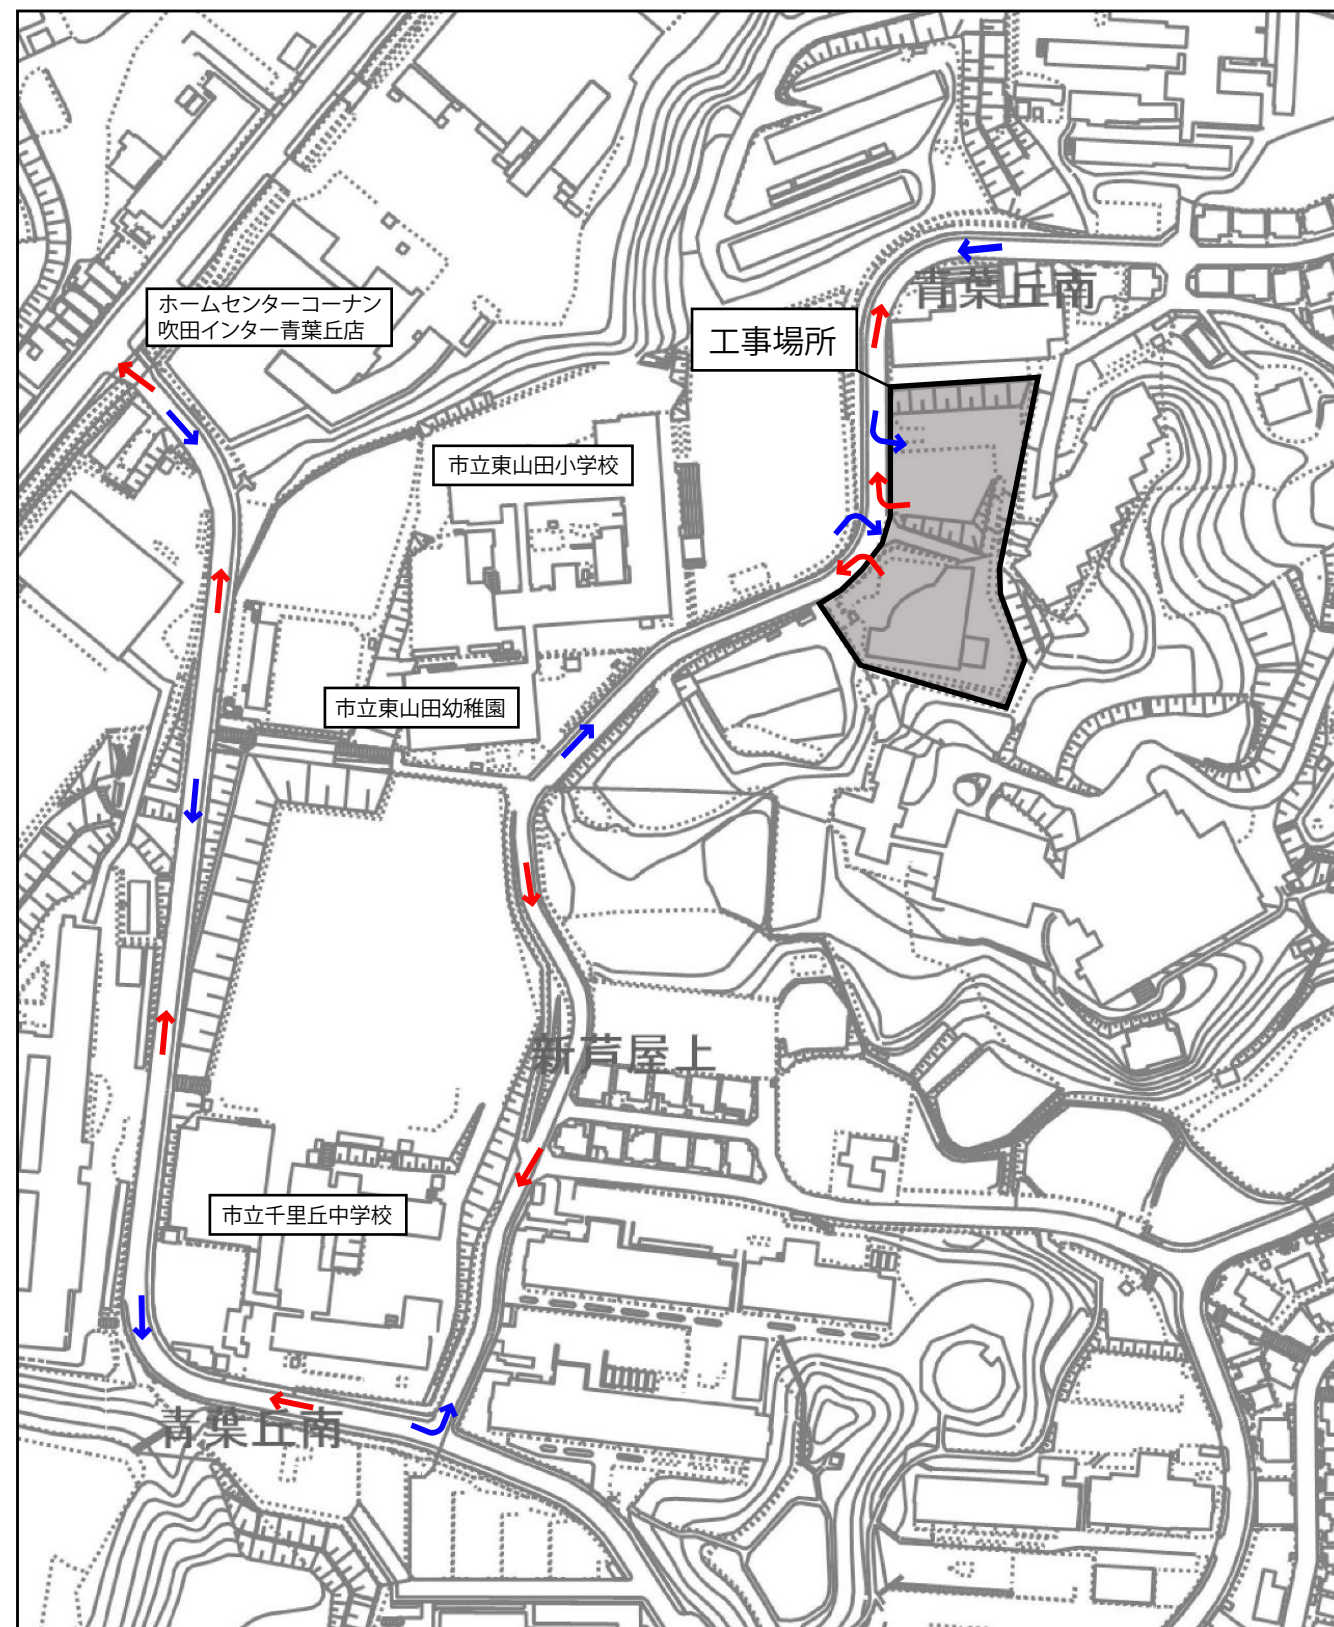 青葉丘南
ホームセンターコーナン
吹田インター青葉丘店
工事場所
市立東山田小学校
市立東山田幼稚園
新芦屋上
市立千里丘中学校
青葉丘南